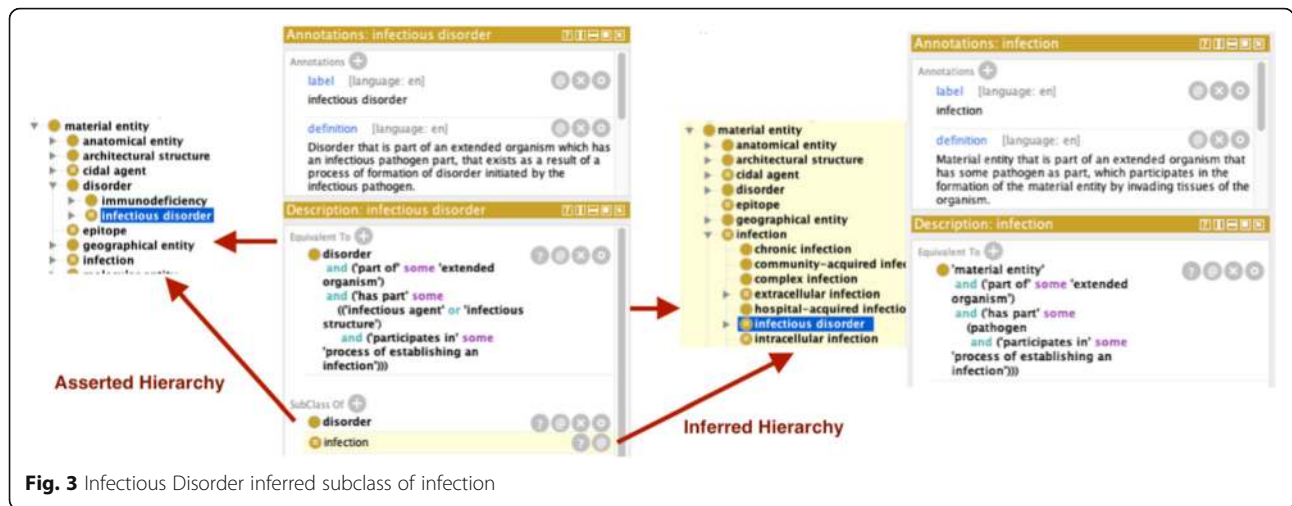 material entity
anatomical entity
architectural structure
cidal agent
disorder
immunodeficiency
infectious disorder
epitope
geographical entity
infection
Asserted Hierarchy
Annotations: infectious disorder
Annotations
label [language: en]
infectious disorder
definition [language: en]
Disorder that is part of an extended organism which has
an infectious pathogen part, that exists as a result of a
process of formation of disorder initiated by the
infectious pathogen.
Description: infectious disorder
Equivalent To
disorder
and ('part of' some 'extended
organism')
and ('has part' some
(('infectious agent' or 'infectious
structure')
and ('participates in' some
'process of establishing an
infection')))
SubClass Of
disorder
infection
material entity
anatomical entity
architectural structure
cidal agent
disorder
epitope
geographical entity
infection
chronic infection
community-acquired infe
complex infection
extracellular infection
hospital-acquired infectio
infectious disorder
intracellular infection
Inferred Hierarchy
Annotations: infection
Annotations
label [language: en]
infection
definition [language: en]
Material entity that is part of an extended organism that
has some pathogen as part, which participates in the
formation of the material entity by invading tissues of the
organism.
Description: infection
Equivalent To
'material entity'
and ('part of' some 'extended
organism')
and ('has part' some
(pathogen
and ('participates in' some
'process of establishing an
infection')))
Fig. 3 Infectious Disorder inferred subclass of infection